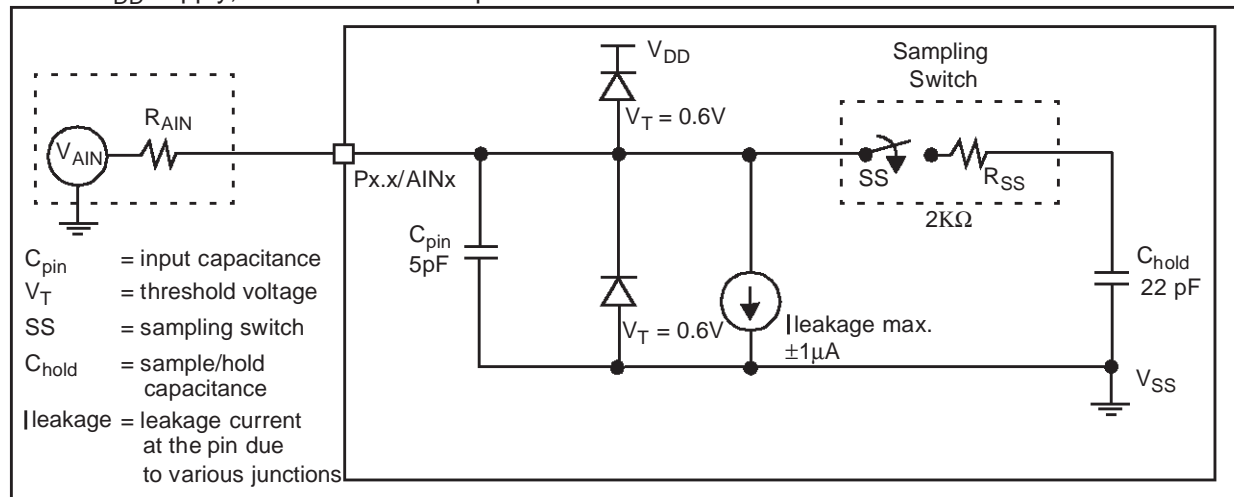 V_DD
Sampling
Switch
V_T = 0.6V
R_AIN
V_AIN
Px.x/AINx
SS
R_SS
2KΩ
C_pin
5pF
C_hold
22 pF
V_T = 0.6V
I leakage max.
±1μA
V_SS
C_pin = input capacitance
V_T = threshold voltage
SS = sampling switch
C_hold = sample/hold
capacitance
I leakage = leakage current
at the pin due
to various junctions